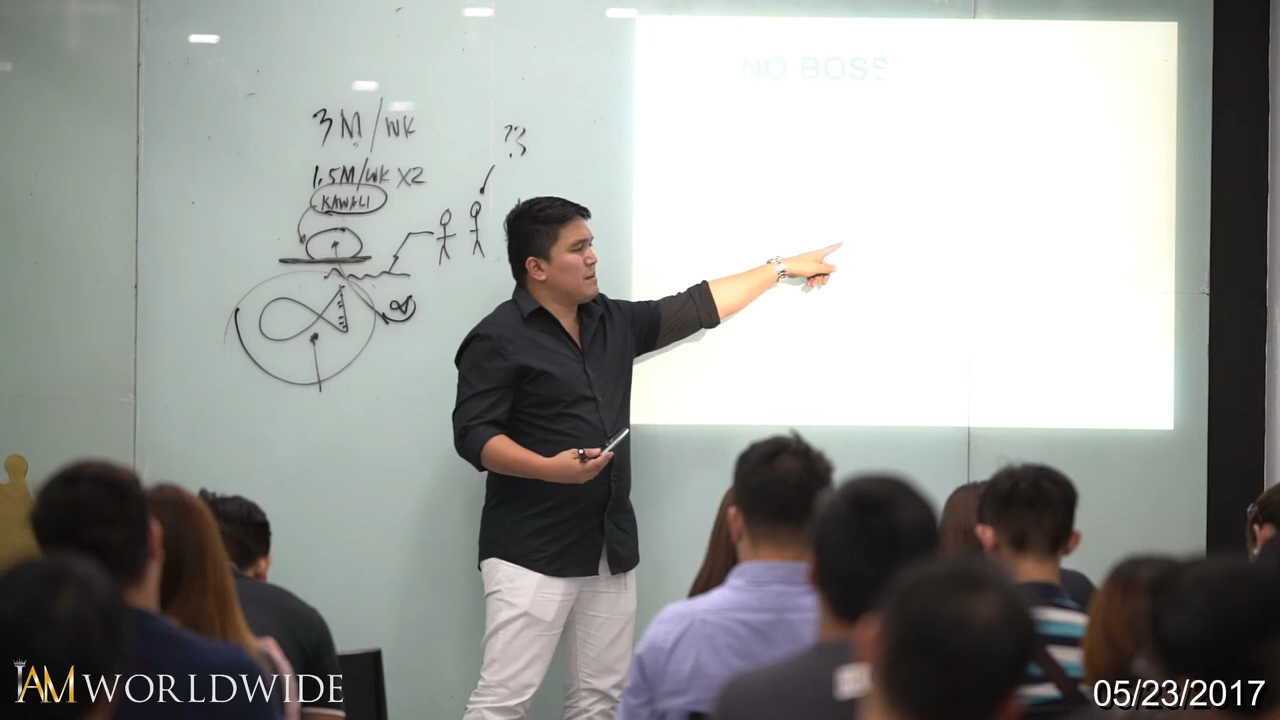 NO BOSS
3M/WK
1.5M/WK X2
KAWALI
??
IAM WORLDWIDE
05/23/2017